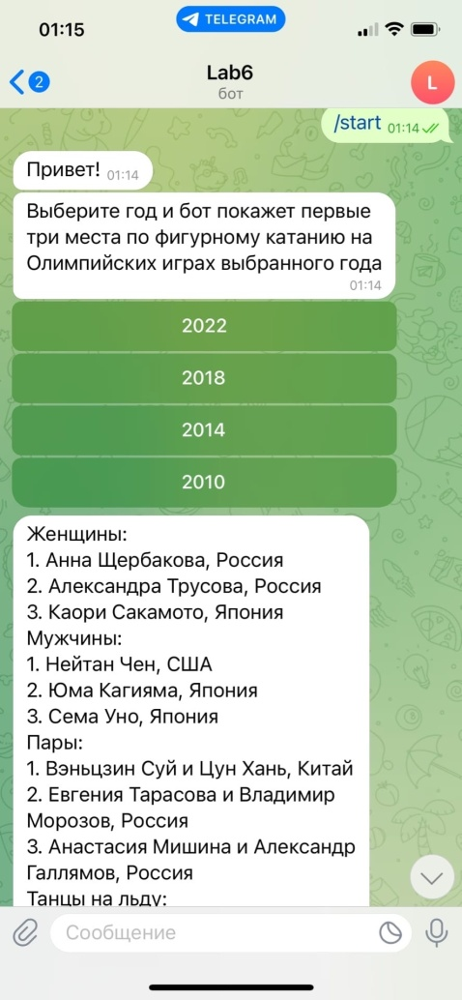 01:15
TELEGRAM
2
Lab6
бот
L
/start 01:14
Привет! 01:14
Выберите год и бот покажет первые
три места по фигурному катанию на
Олимпийских играх выбранного года
01:14
2022
2018
2014
2010
Женщины:
1. Анна Щербакова, Россия
2. Александра Трусова, Россия
3. Каори Сакамото, Япония
Мужчины:
1. Нейтан Чен, США
2. Юма Кагияма, Япония
3. Сема Уно, Япония
Пары:
1. Вэньцзин Суй и Цун Хань, Китай
2. Евгения Тарасова и Владимир
Морозов, Россия
3. Анастасия Мишина и Александр
Галлямов, Россия
Танцы на льду:
Сообщение